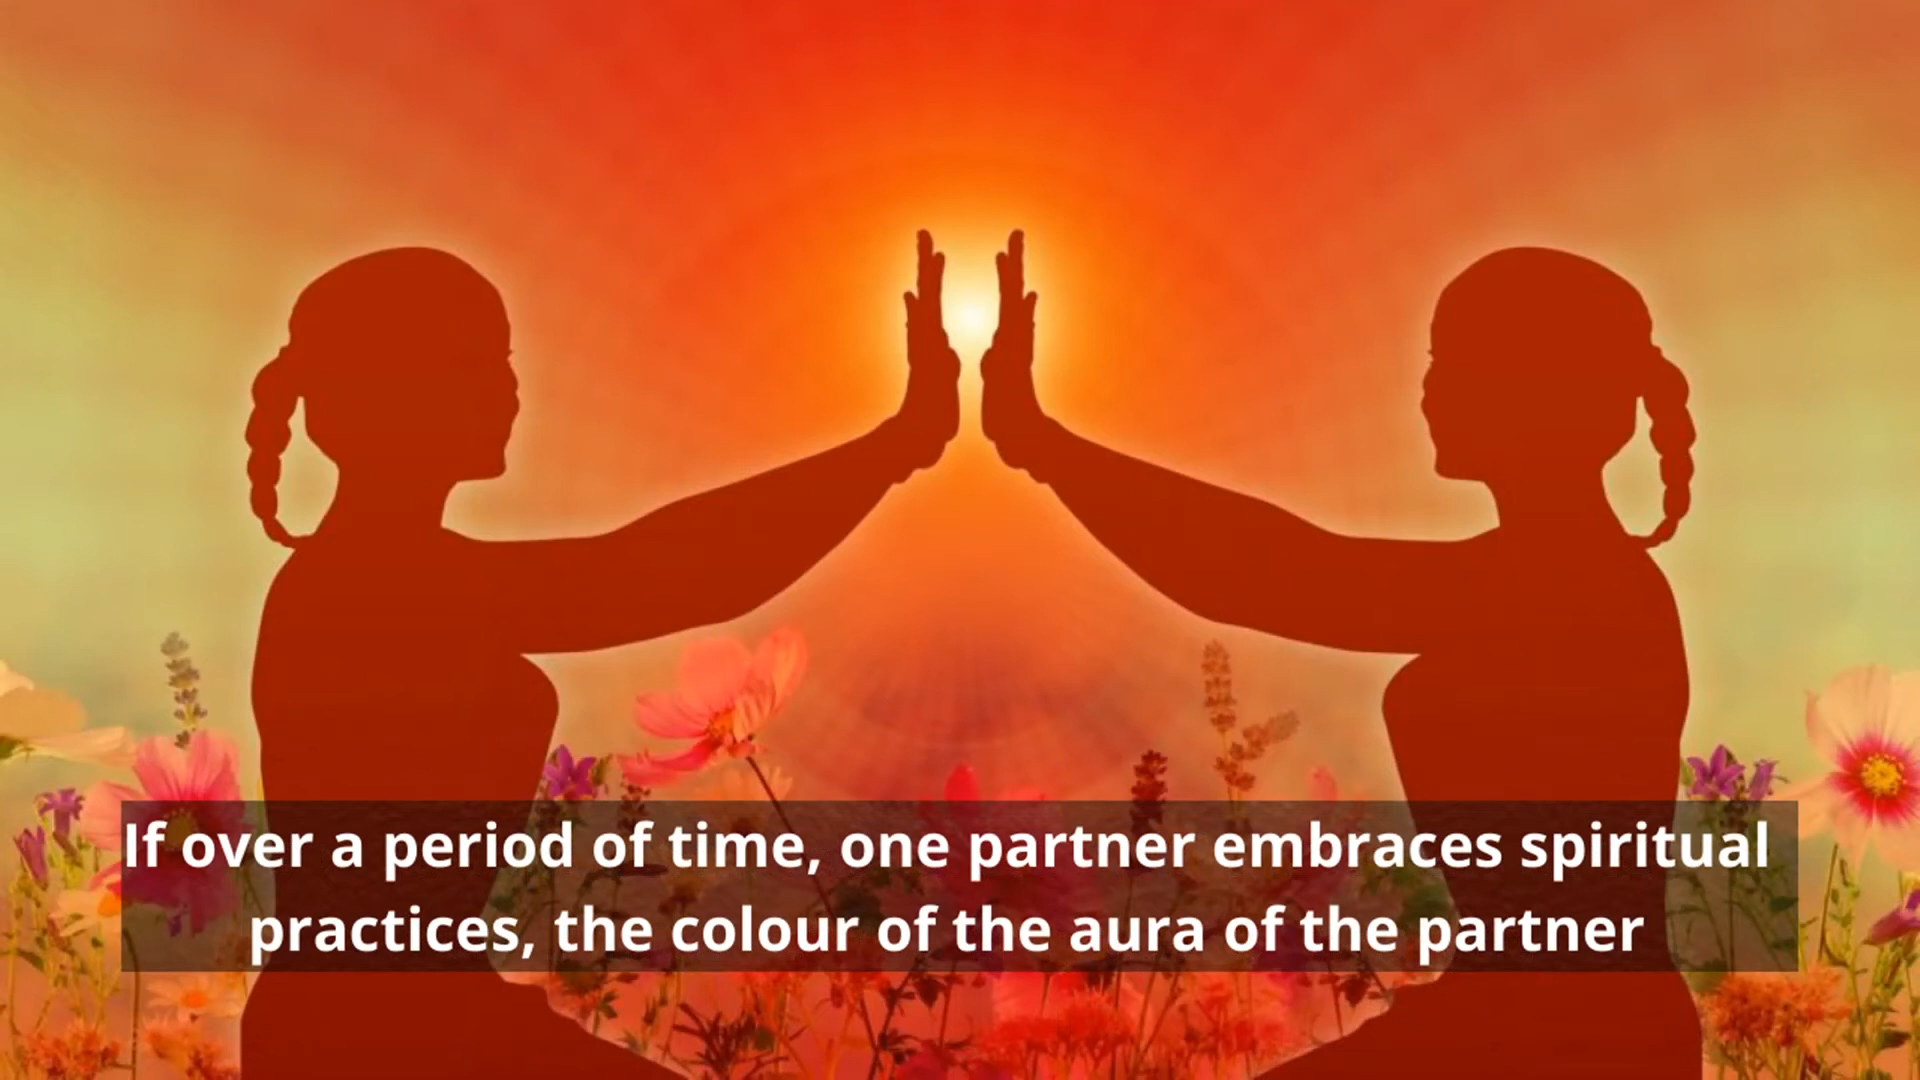 If over a period of time, one partner embraces spiritual
practices, the colour of the aura of the partner